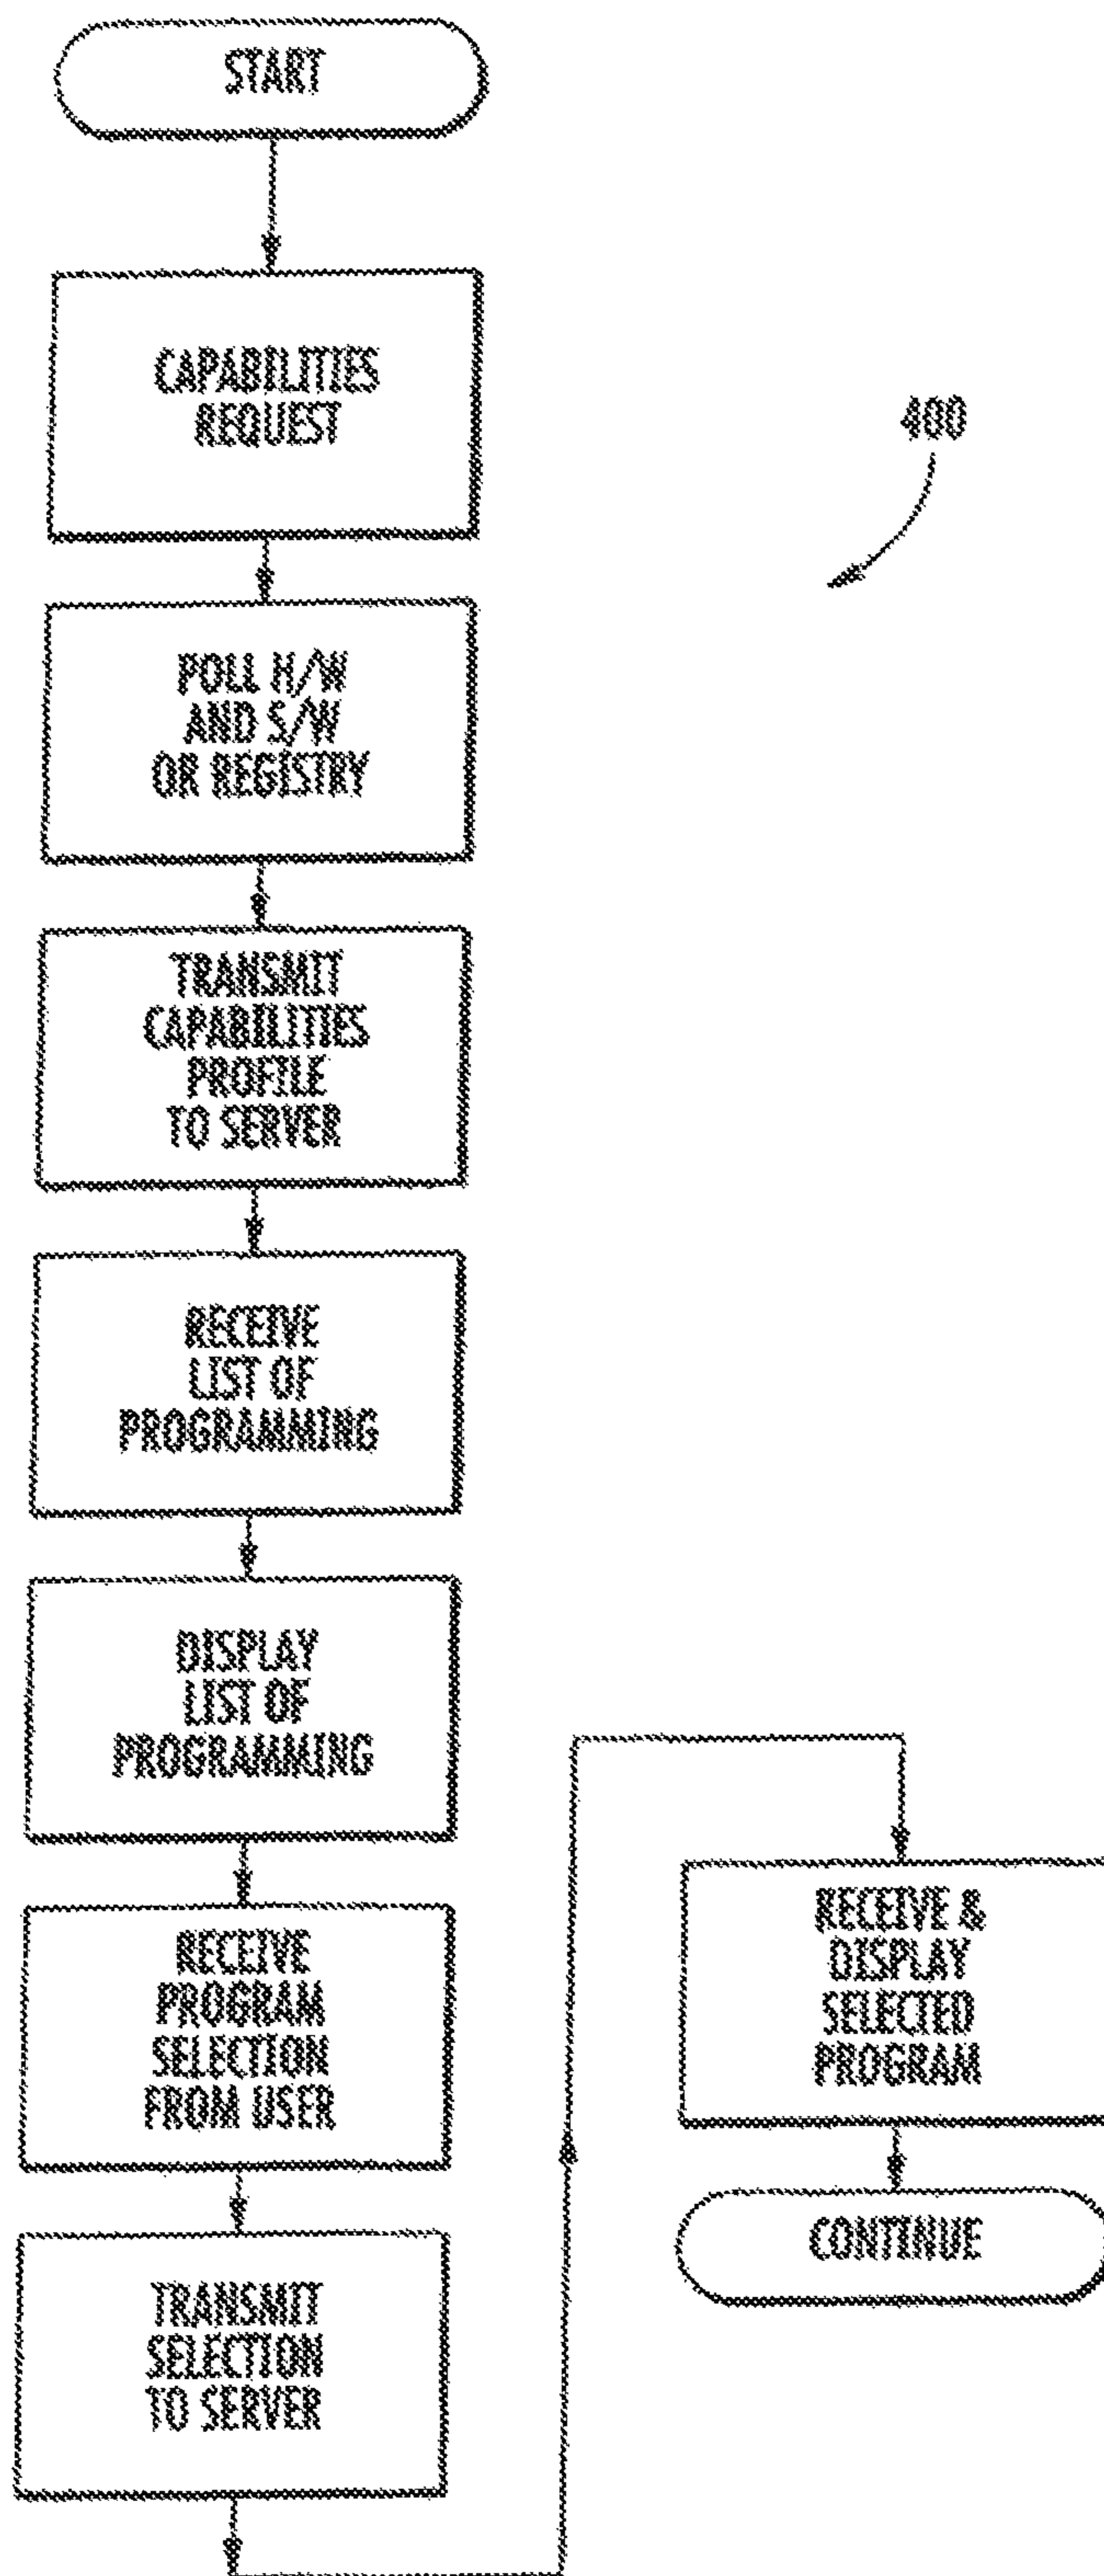 START
CAPABILITIES
REQUEST
400
POLL H/W
AND S/W
OR REGISTRY
TRANSMIT
CAPABILITIES
PROFILE
TO SERVER
RECEIVE
LIST OF
PROGRAMMING
DISPLAY
LIST OF
PROGRAMMING
RECEIVE
PROGRAM
SELECTION
FROM USER
TRANSMIT
SELECTION
TO SERVER
RECEIVE &
DISPLAY
SELECTED
PROGRAM
CONTINUE